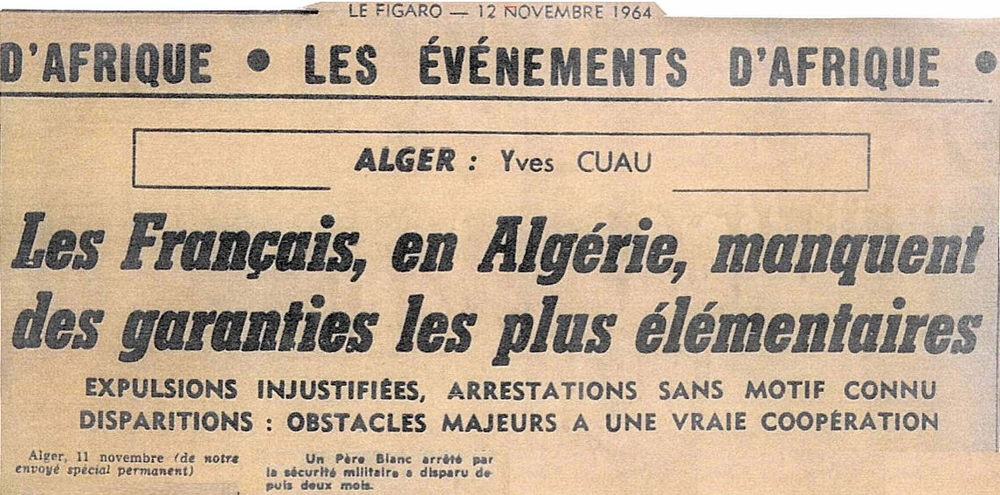 LE FIGARO — 12 NOVEMBRE 1964
D'AFRIQUE • LES ÉVÉNEMENTS D'AFRIQUE •
ALGER : Yves CUAU
Les Français, en Algérie, manquent
des garanties les plus élémentaires
EXPULSIONS INJUSTIFIÉES, ARRESTATIONS SANS MOTIF CONNU
DISPARITIONS : OBSTACLES MAJEURS A UNE VRAIE COOPÉRATION
Alger, 11 novembre (de notre
envoyé spécial permanent)
Un Père Blanc arrêté par
la sécurité militaire a disparu de-
puis deux mois.